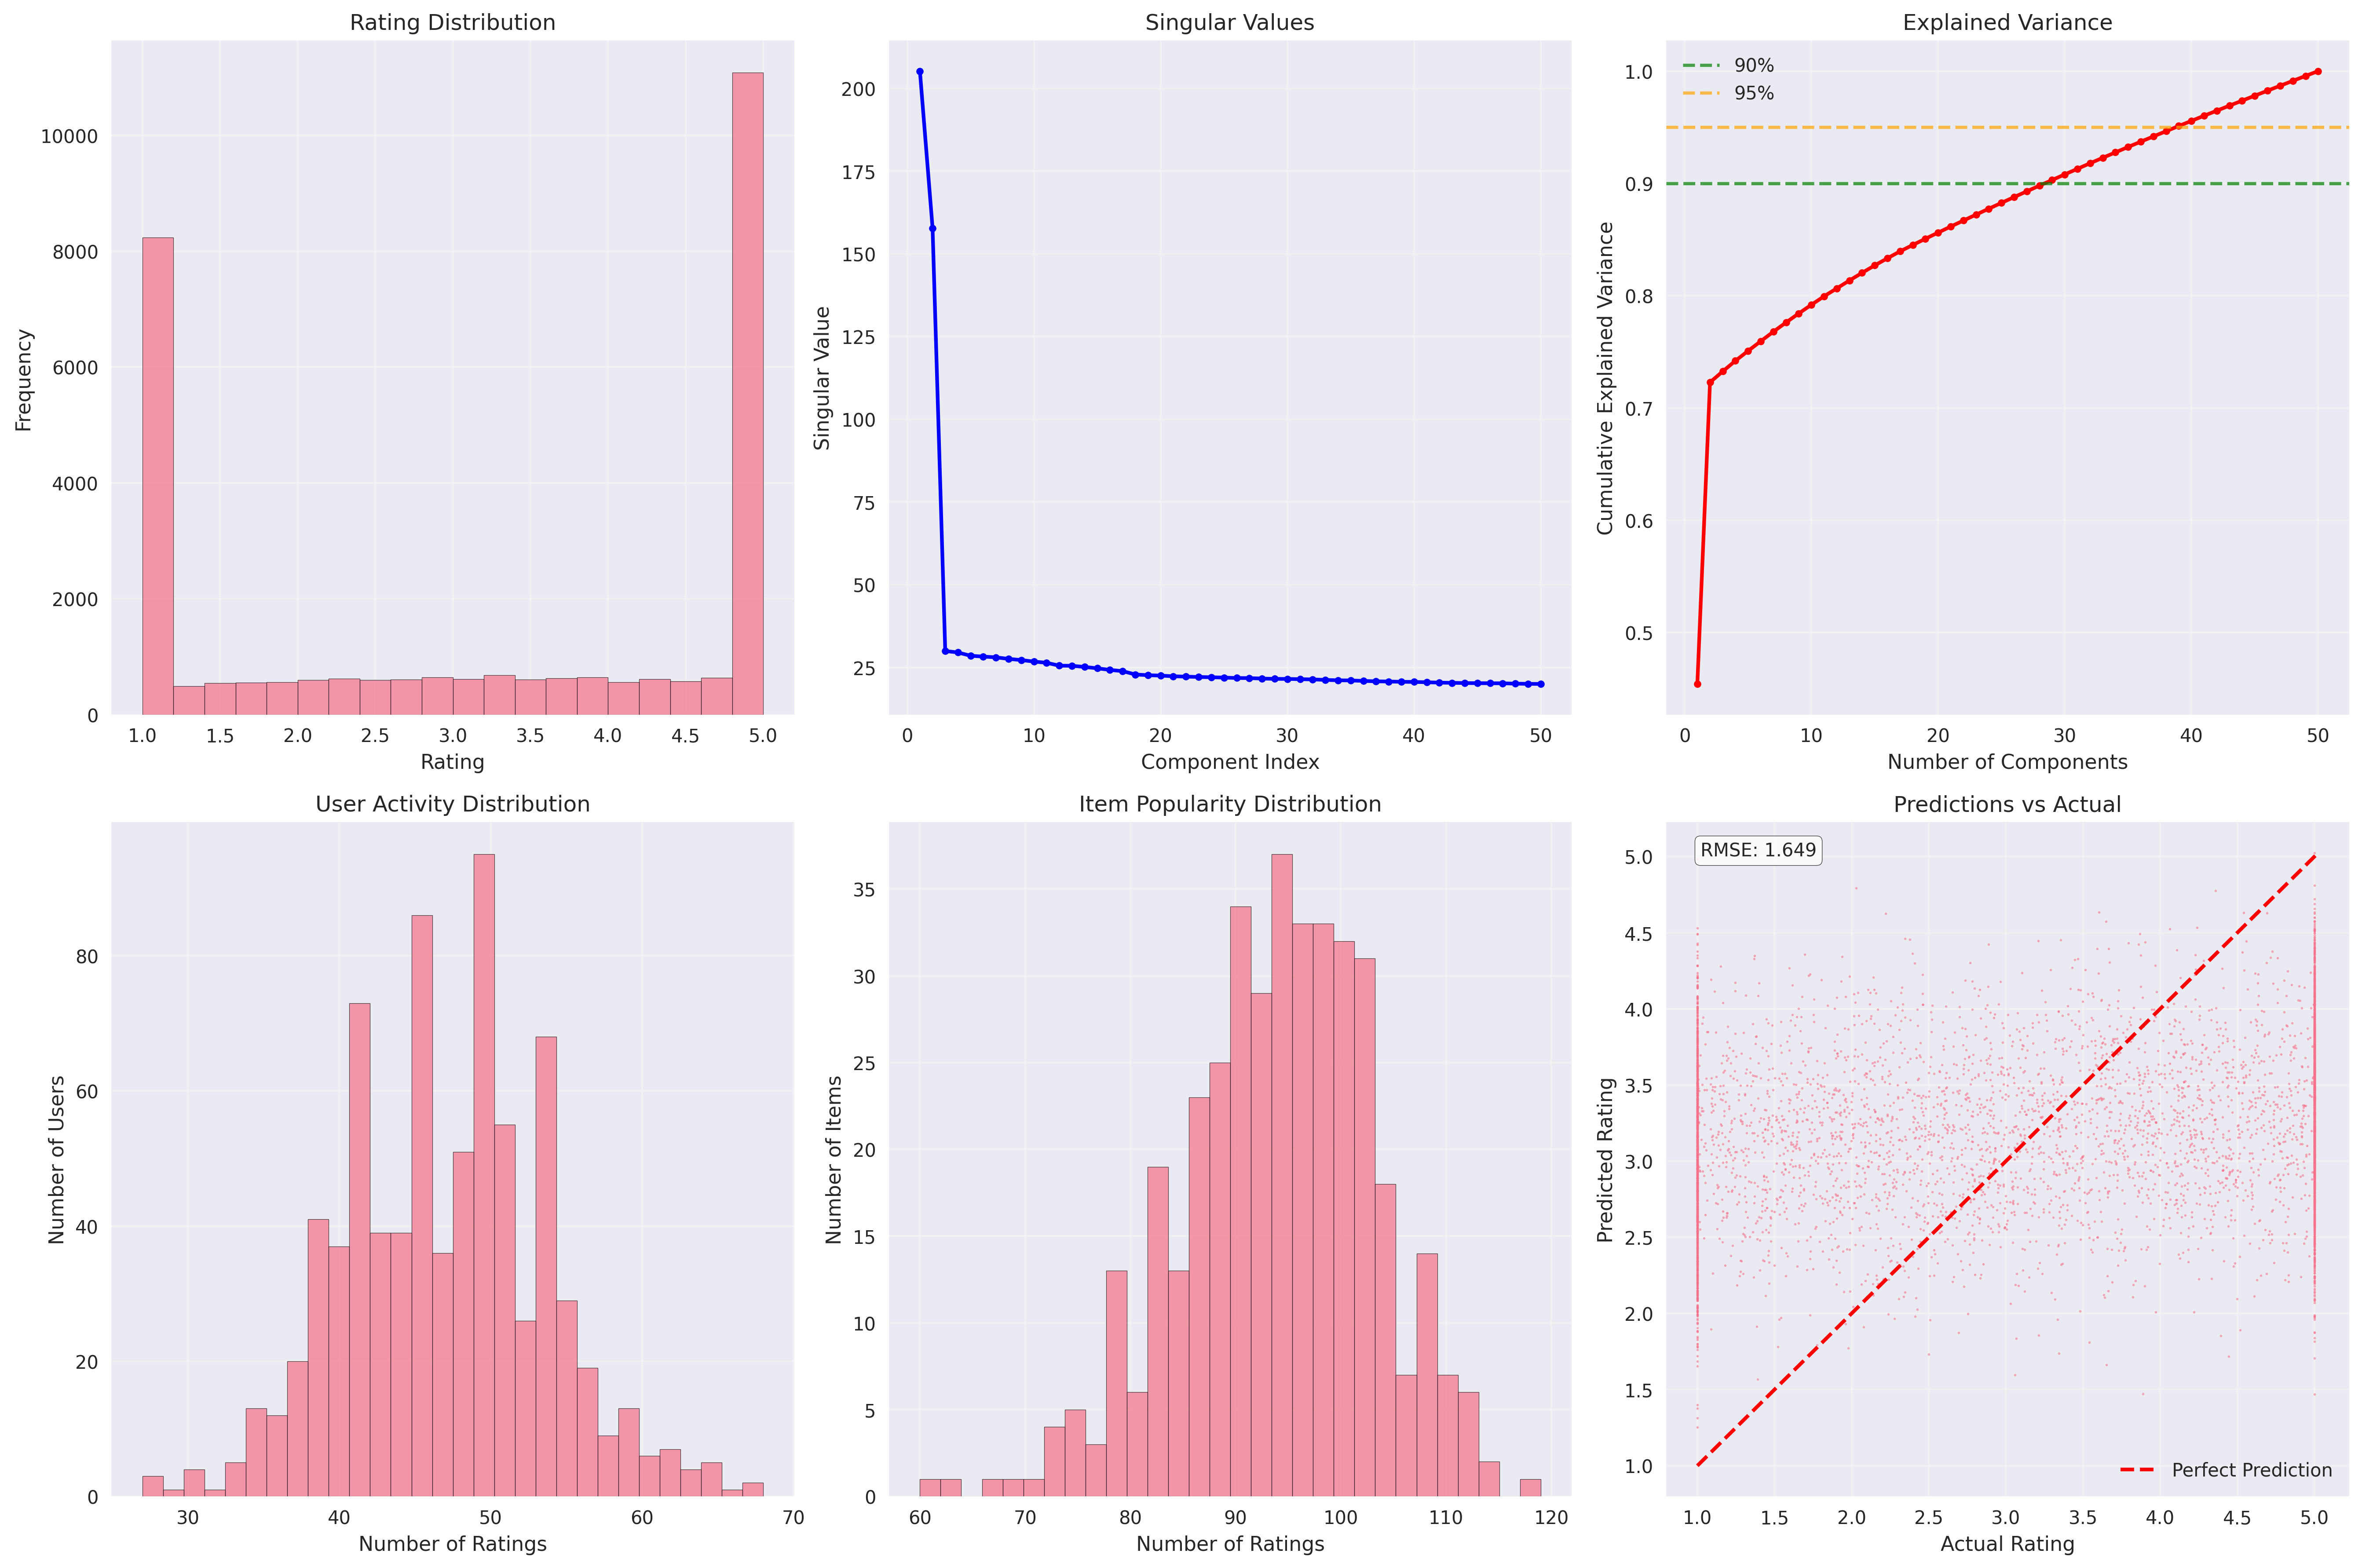 Rating Distribution
10000
8000
6000
4000
2000
0
Frequency
1.0 1.5 2.0 2.5 3.0 3.5 4.0 4.5 5.0
Rating
Singular Values
200
175
150
125
100
75
50
25
Singular Value
0 10 20 30 40 50
Component Index
Explained Variance
90%
95%
1.0
0.9
0.8
0.7
0.6
0.5
Cumulative Explained Variance
0 10 20 30 40 50
Number of Components
User Activity Distribution
80
60
40
20
0
Number of Users
30 40 50 60 70
Number of Ratings
Item Popularity Distribution
35
30
25
20
15
10
5
0
Number of Items
60 70 80 90 100 110 120
Number of Ratings
Predictions vs Actual
RMSE: 1.649
5.0
4.5
4.0
3.5
3.0
2.5
2.0
1.5
1.0
Predicted Rating
Perfect Prediction
1.0 1.5 2.0 2.5 3.0 3.5 4.0 4.5 5.0
Actual Rating